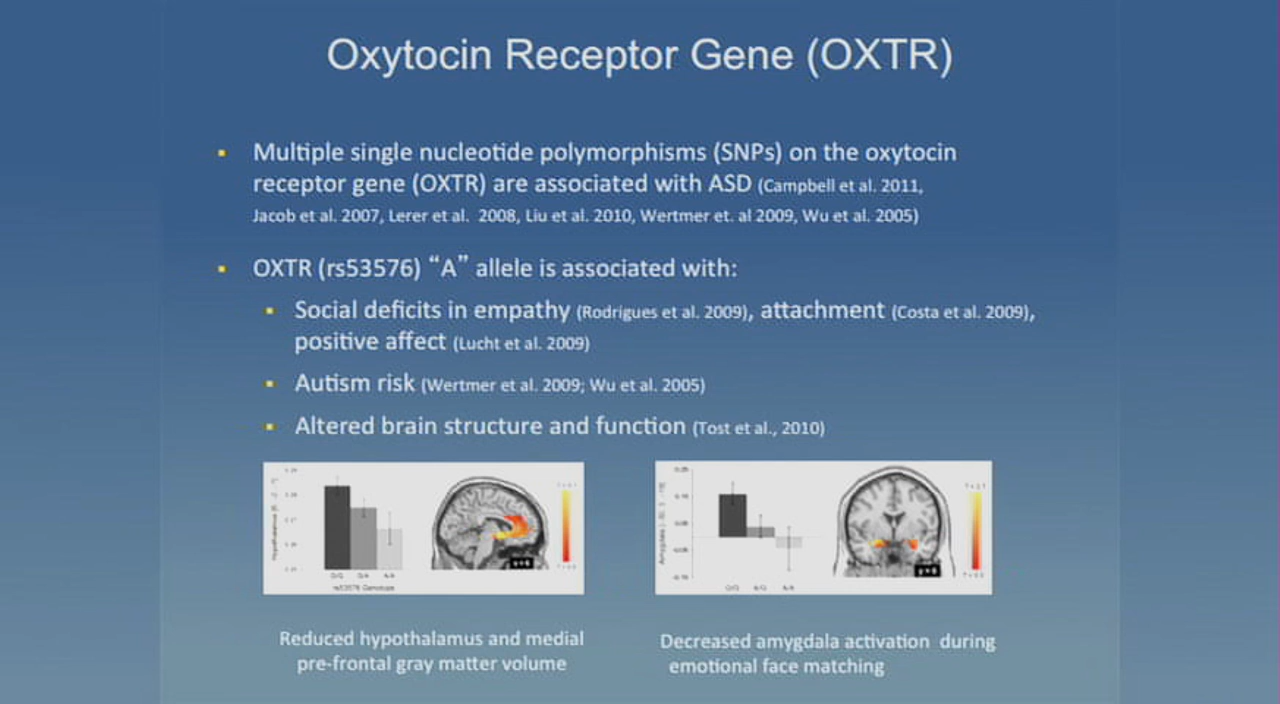 Oxytocin Receptor Gene (OXTR)
▪ Multiple single nucleotide polymorphisms (SNPs) on the oxytocin
receptor gene (OXTR) are associated with ASD (Campbell et al. 2011,
Jacob et al. 2007, Lerer et al. 2008, Liu et al. 2010, Wertmer et. al 2009, Wu et al. 2005)
▪ OXTR (rs53576) “A” allele is associated with:
▪ Social deficits in empathy (Rodrigues et al. 2009), attachment (Costa et al. 2009),
positive affect (Lucht et al. 2009)
▪ Autism risk (Wertmer et al. 2009; Wu et al. 2005)
▪ Altered brain structure and function (Tost et al., 2010)
rs53576 Genotype
Reduced hypothalamus and medial
pre-frontal gray matter volume
Decreased amygdala activation during
emotional face matching